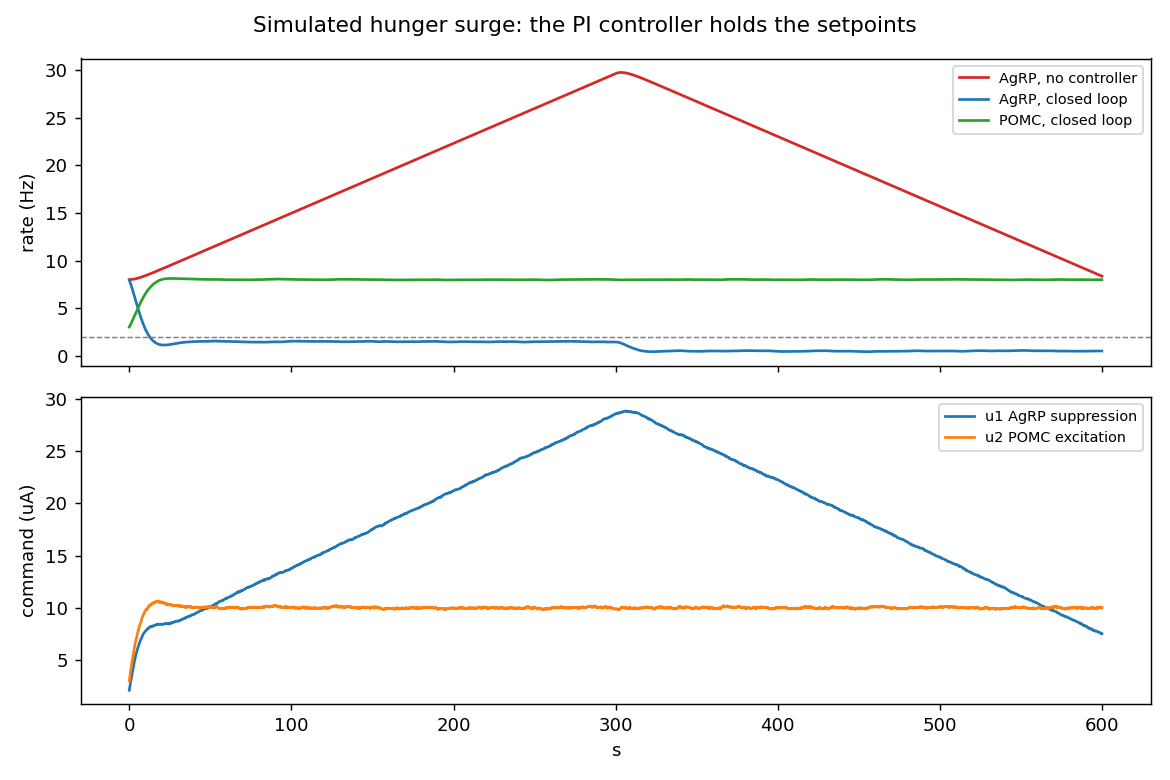 Simulated hunger surge: the PI controller holds the setpoints
rate (Hz)
30
25
20
15
10
5
0
AgRP, no controller
AgRP, closed loop
POMC, closed loop
command (uA)
30
25
20
15
10
5
u1 AgRP suppression
u2 POMC excitation
0 100 200 300 400 500 600
s